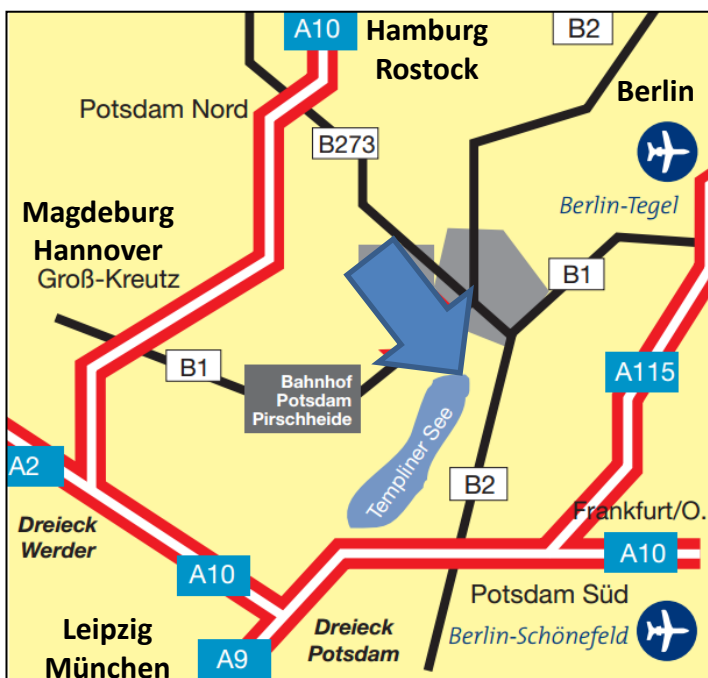 A10
Hamburg
Rostock
B2
Potsdam Nord
Berlin
B273
Berlin-Tegel
Magdeburg
Hannover
Groß-Kreutz
B1
B1
Bahnhof
Potsdam
Pirschheide
A115
Templiner See
A2
B2
Dreieck
Werder
Frankfurt/O.
A10
A10
Potsdam Süd
Leipzig
München
A9
Dreieck
Potsdam
Berlin-Schönefeld